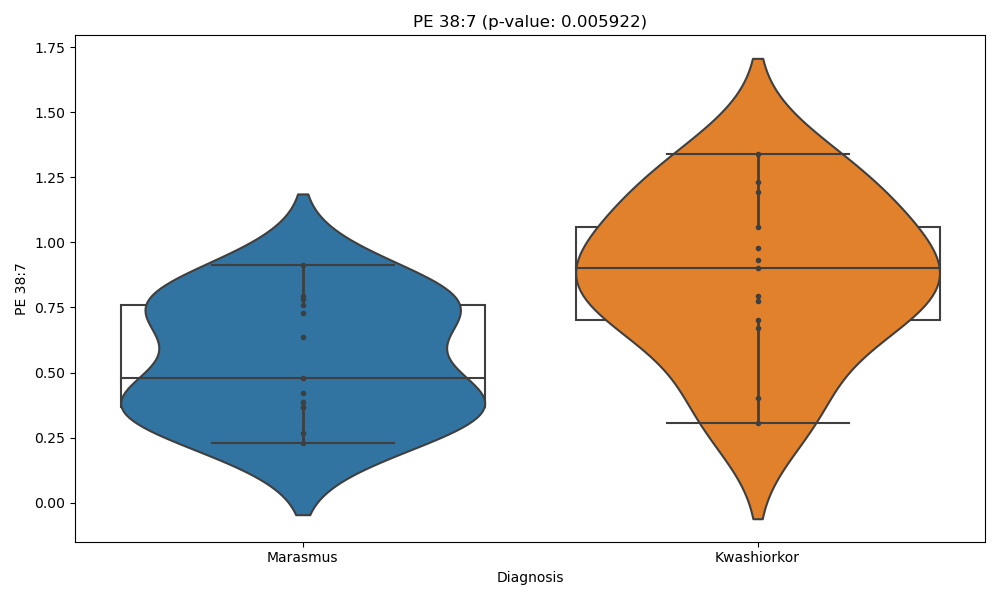 PE 38:7 (p-value: 0.005922)
1.75
1.50
1.25
1.00
0.75
0.50
0.25
0.00
PE 38:7
Marasmus
Kwashiorkor
Diagnosis